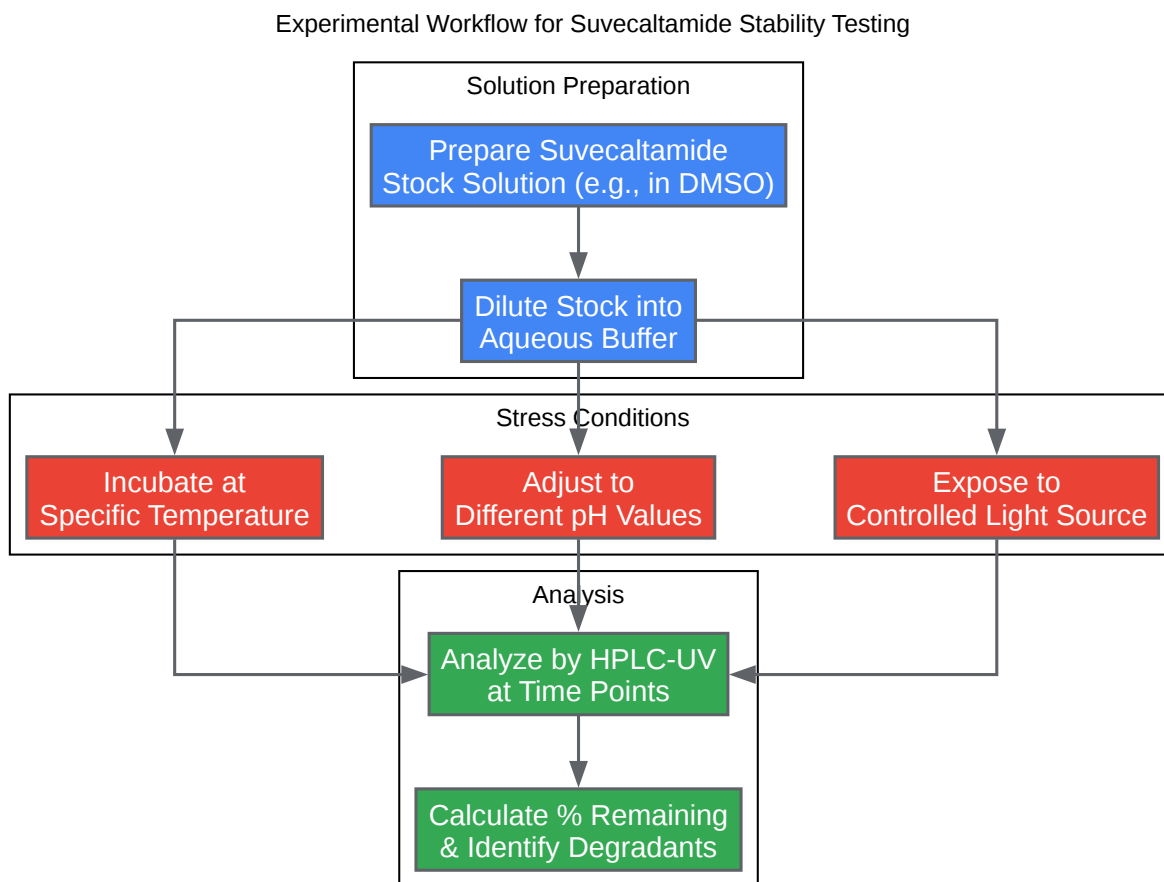 Experimental Workflow for Suvecaltamide Stability Testing
Solution Preparation
Prepare Suvecaltamide
Stock Solution (e.g., in DMSO)
Dilute Stock into
Aqueous Buffer
Stress Conditions
Incubate at
Specific Temperature
Adjust to
Different pH Values
Expose to
Controlled Light Source
Analysis
Analyze by HPLC-UV
at Time Points
Calculate % Remaining
& Identify Degradants